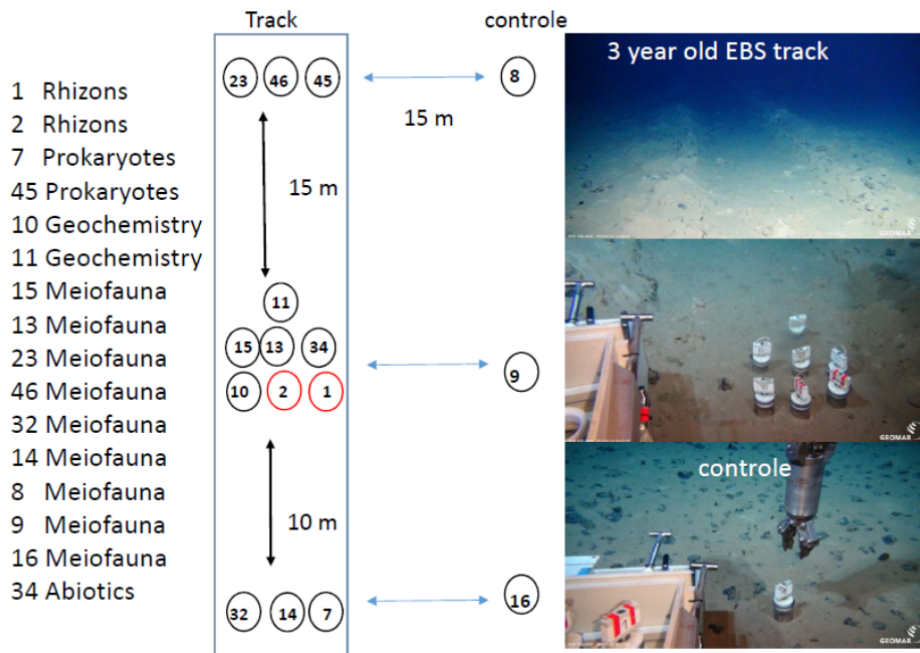 Track
controle
1 Rhizons
2 Rhizons
7 Prokaryotes
45 Prokaryotes
10 Geochemistry
11 Geochemistry
15 Meiofauna
13 Meiofauna
23 Meiofauna
46 Meiofauna
32 Meiofauna
14 Meiofauna
8 Meiofauna
9 Meiofauna
16 Meiofauna
34 Abiotics
23 46 45
8
15 m
15 m
11
15 13 34
10 2 1
9
10 m
32 14 7
16
3 year old EBS track
GEOMAR
GEOMAR
controle
GEOMAR